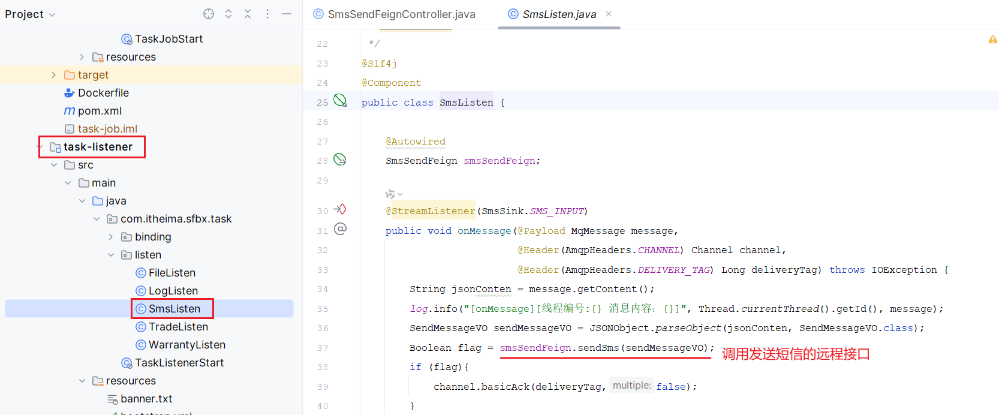 Project
TaskJobStart
resources
target
Dockerfile
pom.xml
task-job.iml
task-listener
src
main
java
com.itheima.sfbx.task
binding
listen
FileListen
LogListen
SmsListen
TradeListen
WarrantyListen
TaskListenerStart
resources
banner.txt
SmsSendFeignController.java
SmsListen.java
22 */
23 @Slf4j
24 @Component
25 public class SmsListen {
26
27 @Autowired
28 SmsSendFeign smsSendFeign;
29
30 @StreamListener(SmsSink.SMS_INPUT)
31 public void onMessage(@Payload MqMessage message,
32 @Header(AmqpHeaders.CHANNEL) Channel channel,
33 @Header(AmqpHeaders.DELIVERY_TAG) Long deliveryTag) throws IOException {
34 String jsonConten = message.getContent();
35 log.info("[onMessage][线程编号:{} 消息内容: {}]", Thread.currentThread().getId(), message);
36 SendMessageVO sendMessageVO = JSONObject.parseObject(jsonConten, SendMessageVO.class);
37 Boolean flag = smsSendFeign.sendSms(sendMessageVO); 调用发送短信的远程接口
38 if (flag){
39 channel.basicAck(deliveryTag, multiple: false);
40 }